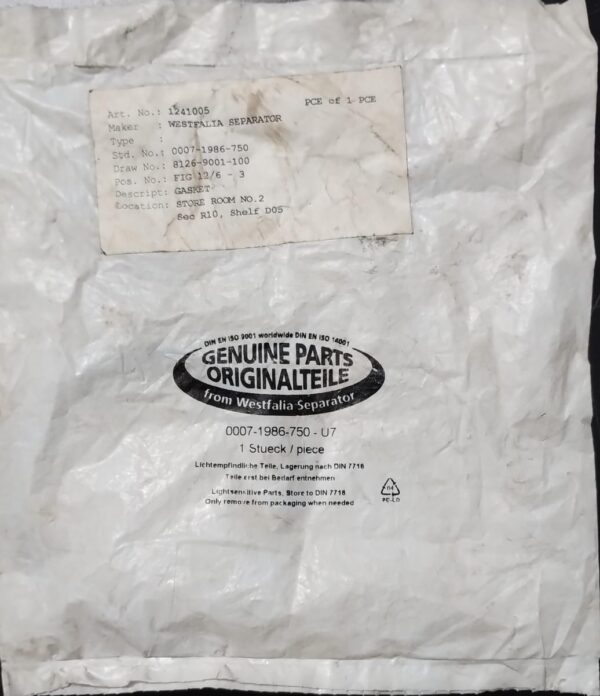 Art. No.: 1241005 PCE of 1 PCE
Maker : WESTFALIA SEPARATOR
Type :
Std. No.: 0007-1986-750
Draw No.: 8126-9001-100
Pos. No.: FIG 12/6 - 3
Descript: GASKET
Location: STORE ROOM NO.2
Sec R10, Shelf D05
DIN EN ISO 9001 worldwide DIN EN ISO 14001
GENUINE PARTS
ORIGINALTEILE
from Westfalia Separator
0007-1986-750 - U7
1 Stueck / piece
Lichtempfindliche Teile, Lagerung nach DIN 7716
Teile erst bei Bedarf entnehmen
Lightsensitive Parts, Store to DIN 7716
Only remove from packaging when needed
04
PE-LD